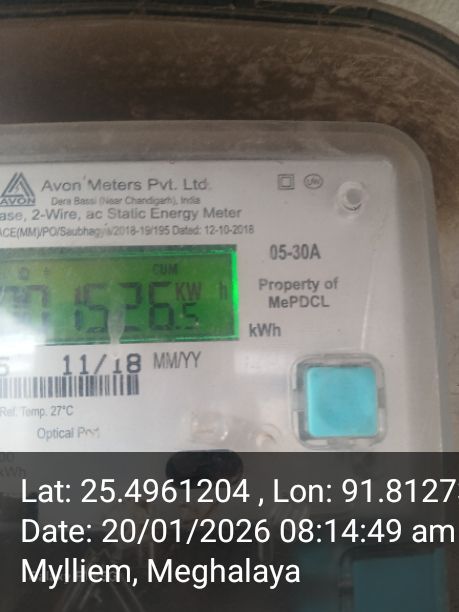 AVON
Avon Meters Pvt. Ltd.
Dera Bassi (Near Chandigarh), India
ase, 2-Wire, ac Static Energy Meter
ACE(MM)/PO/Saubhagya/2018-19/195 Dated: 12-10-2018
05-30A
CUM
1526.5 KW h
Property of
MePDCL
kWh
11/18 MM/YY
Ref. Temp. 27°C
Optical Port
kWh
Lat: 25.4961204 , Lon: 91.8127
Date: 20/01/2026 08:14:49 am
Mylliem, Meghalaya